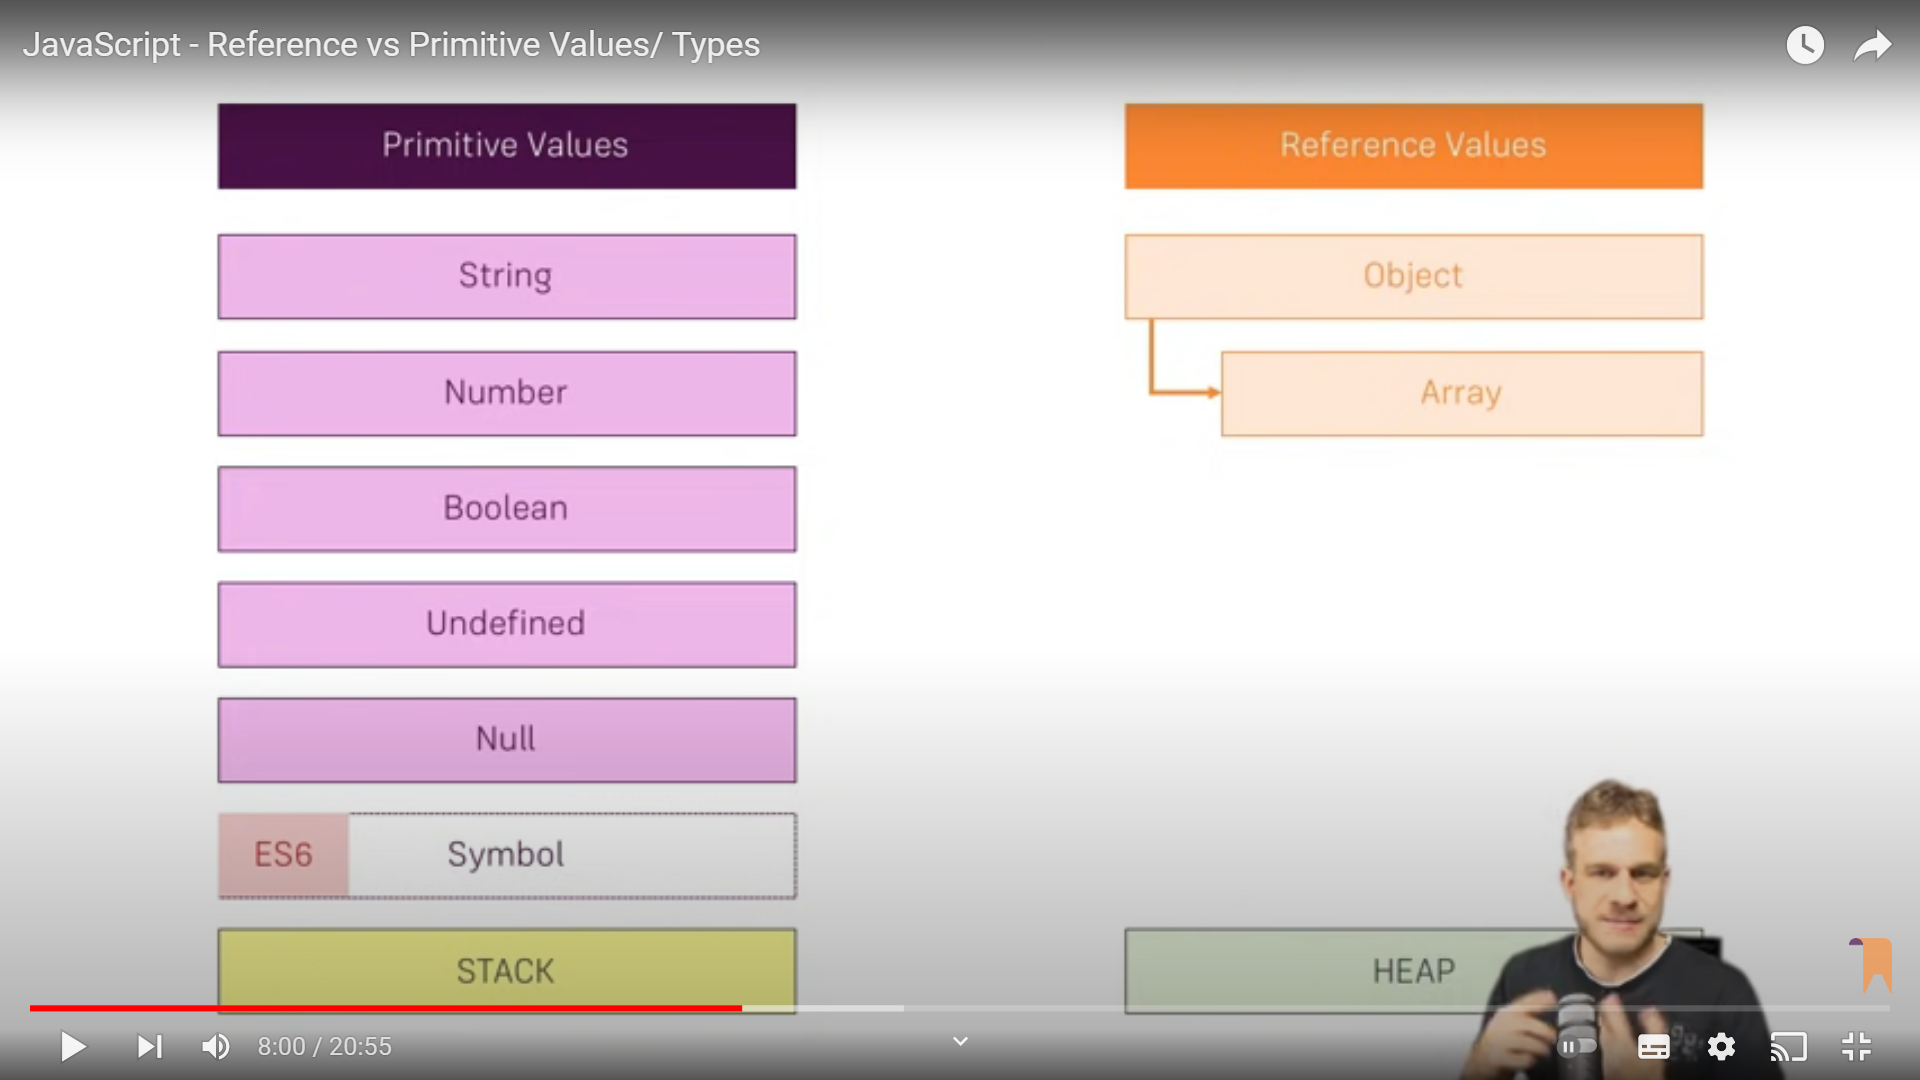 JavaScript - Reference vs Primitive Values/ Types
Primitive Values
Reference Values
String
Object
Number
Array
Boolean
Undefined
Null
ES6 Symbol
STACK
HEAP
8:00 / 20:55